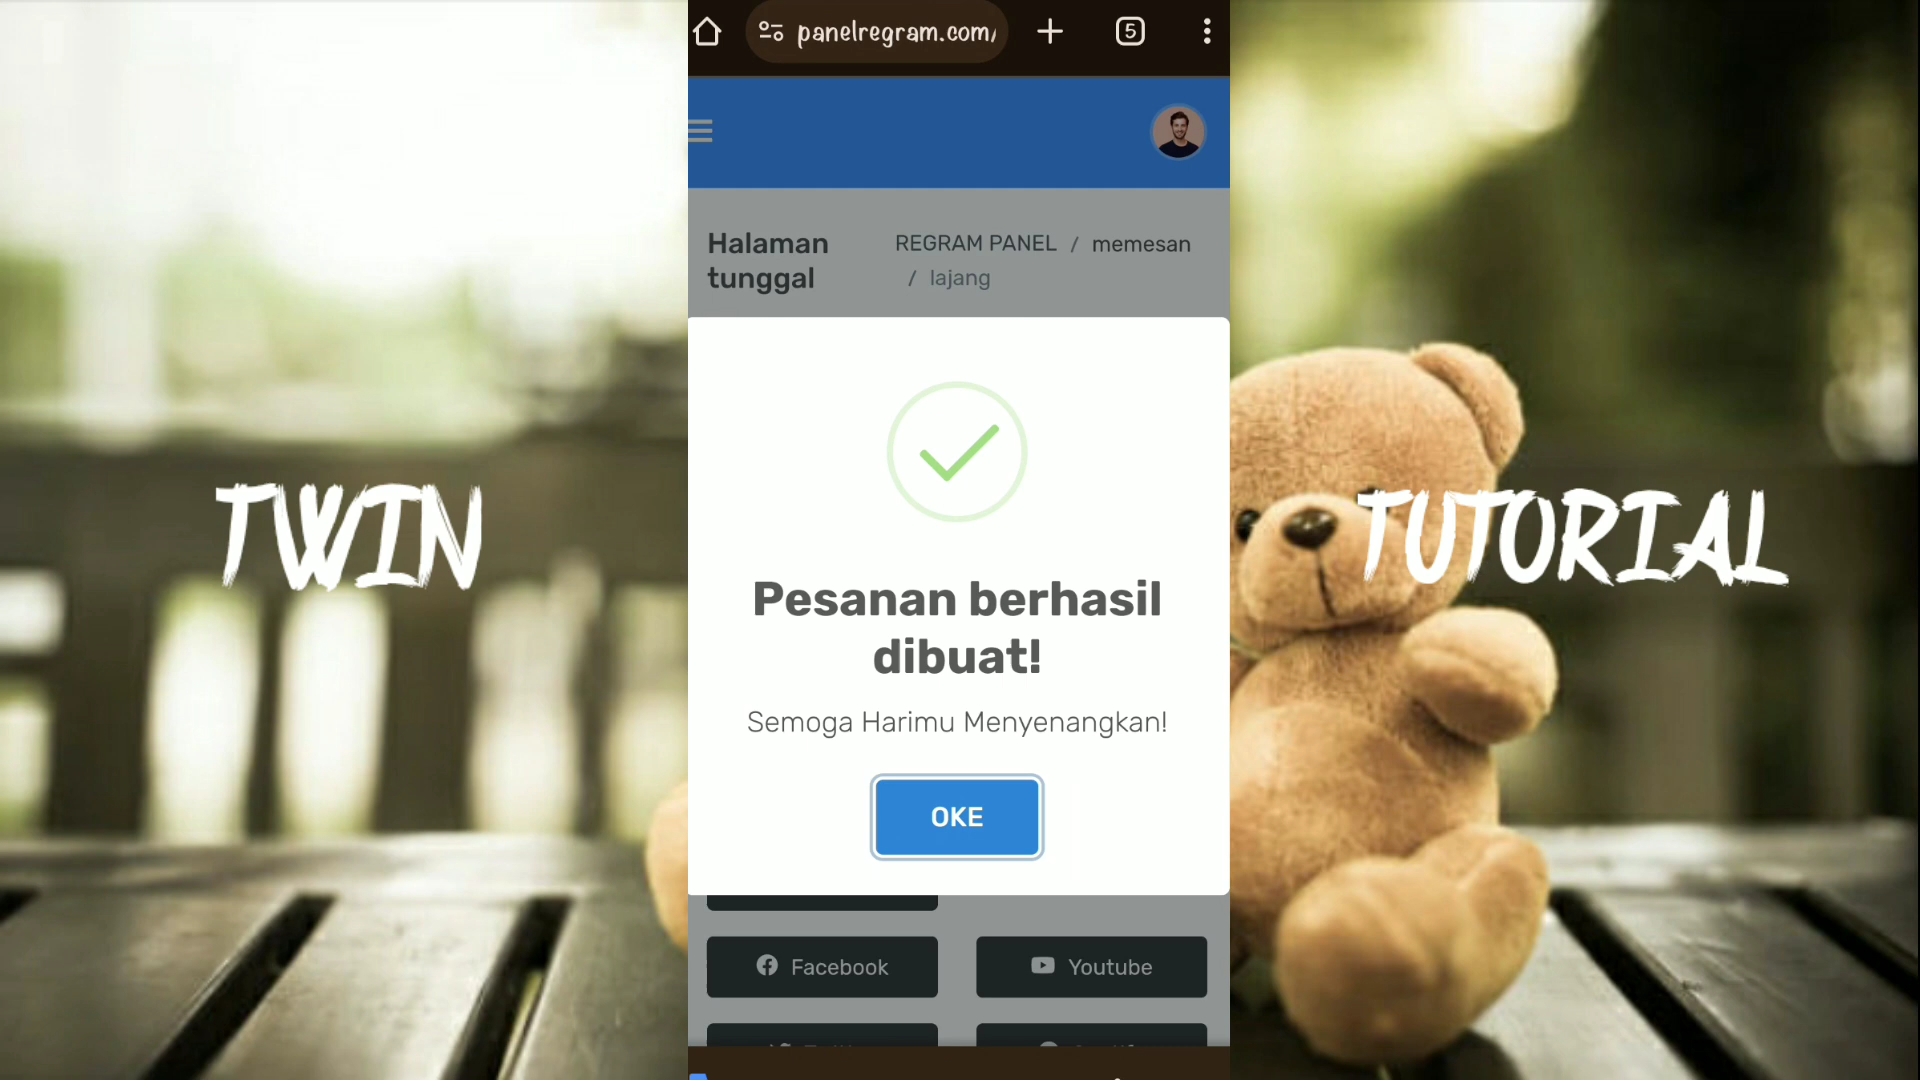 panelregram.com/
5
Halaman tunggal
REGRAM PANEL / memesan / lajang
Pesanan berhasil
dibuat!
Semoga Harimu Menyenangkan!
OKE
Facebook
Youtube
TWIN
TUTORIAL